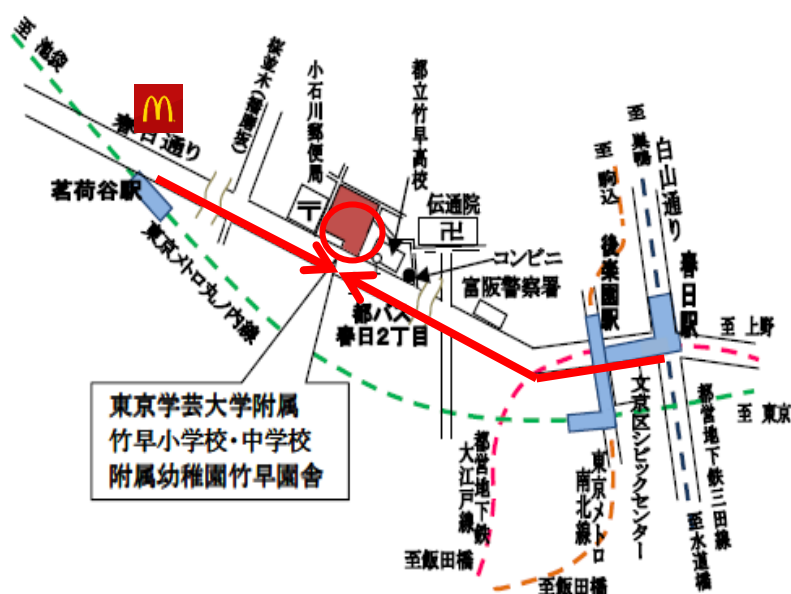 至 池袋
春日通り
桜並木(播磨坂)
小石川郵便局
都立竹早高校
茗荷谷駅
伝通院
コンビニ
富阪警察署
至 駒込
至 巣鴨
白山通り
後楽園駅
春日駅
至 上野
東京メトロ丸ノ内線
都バス
春日2丁目
東京学芸大学附属
竹早小学校・中学校
附属幼稚園竹早園舎
文京区シビックセンター
至 東京
都営地下鉄
大江戸線
東京メトロ
南北線
都営地下鉄三田線
至水道橋
至飯田橋
至飯田橋